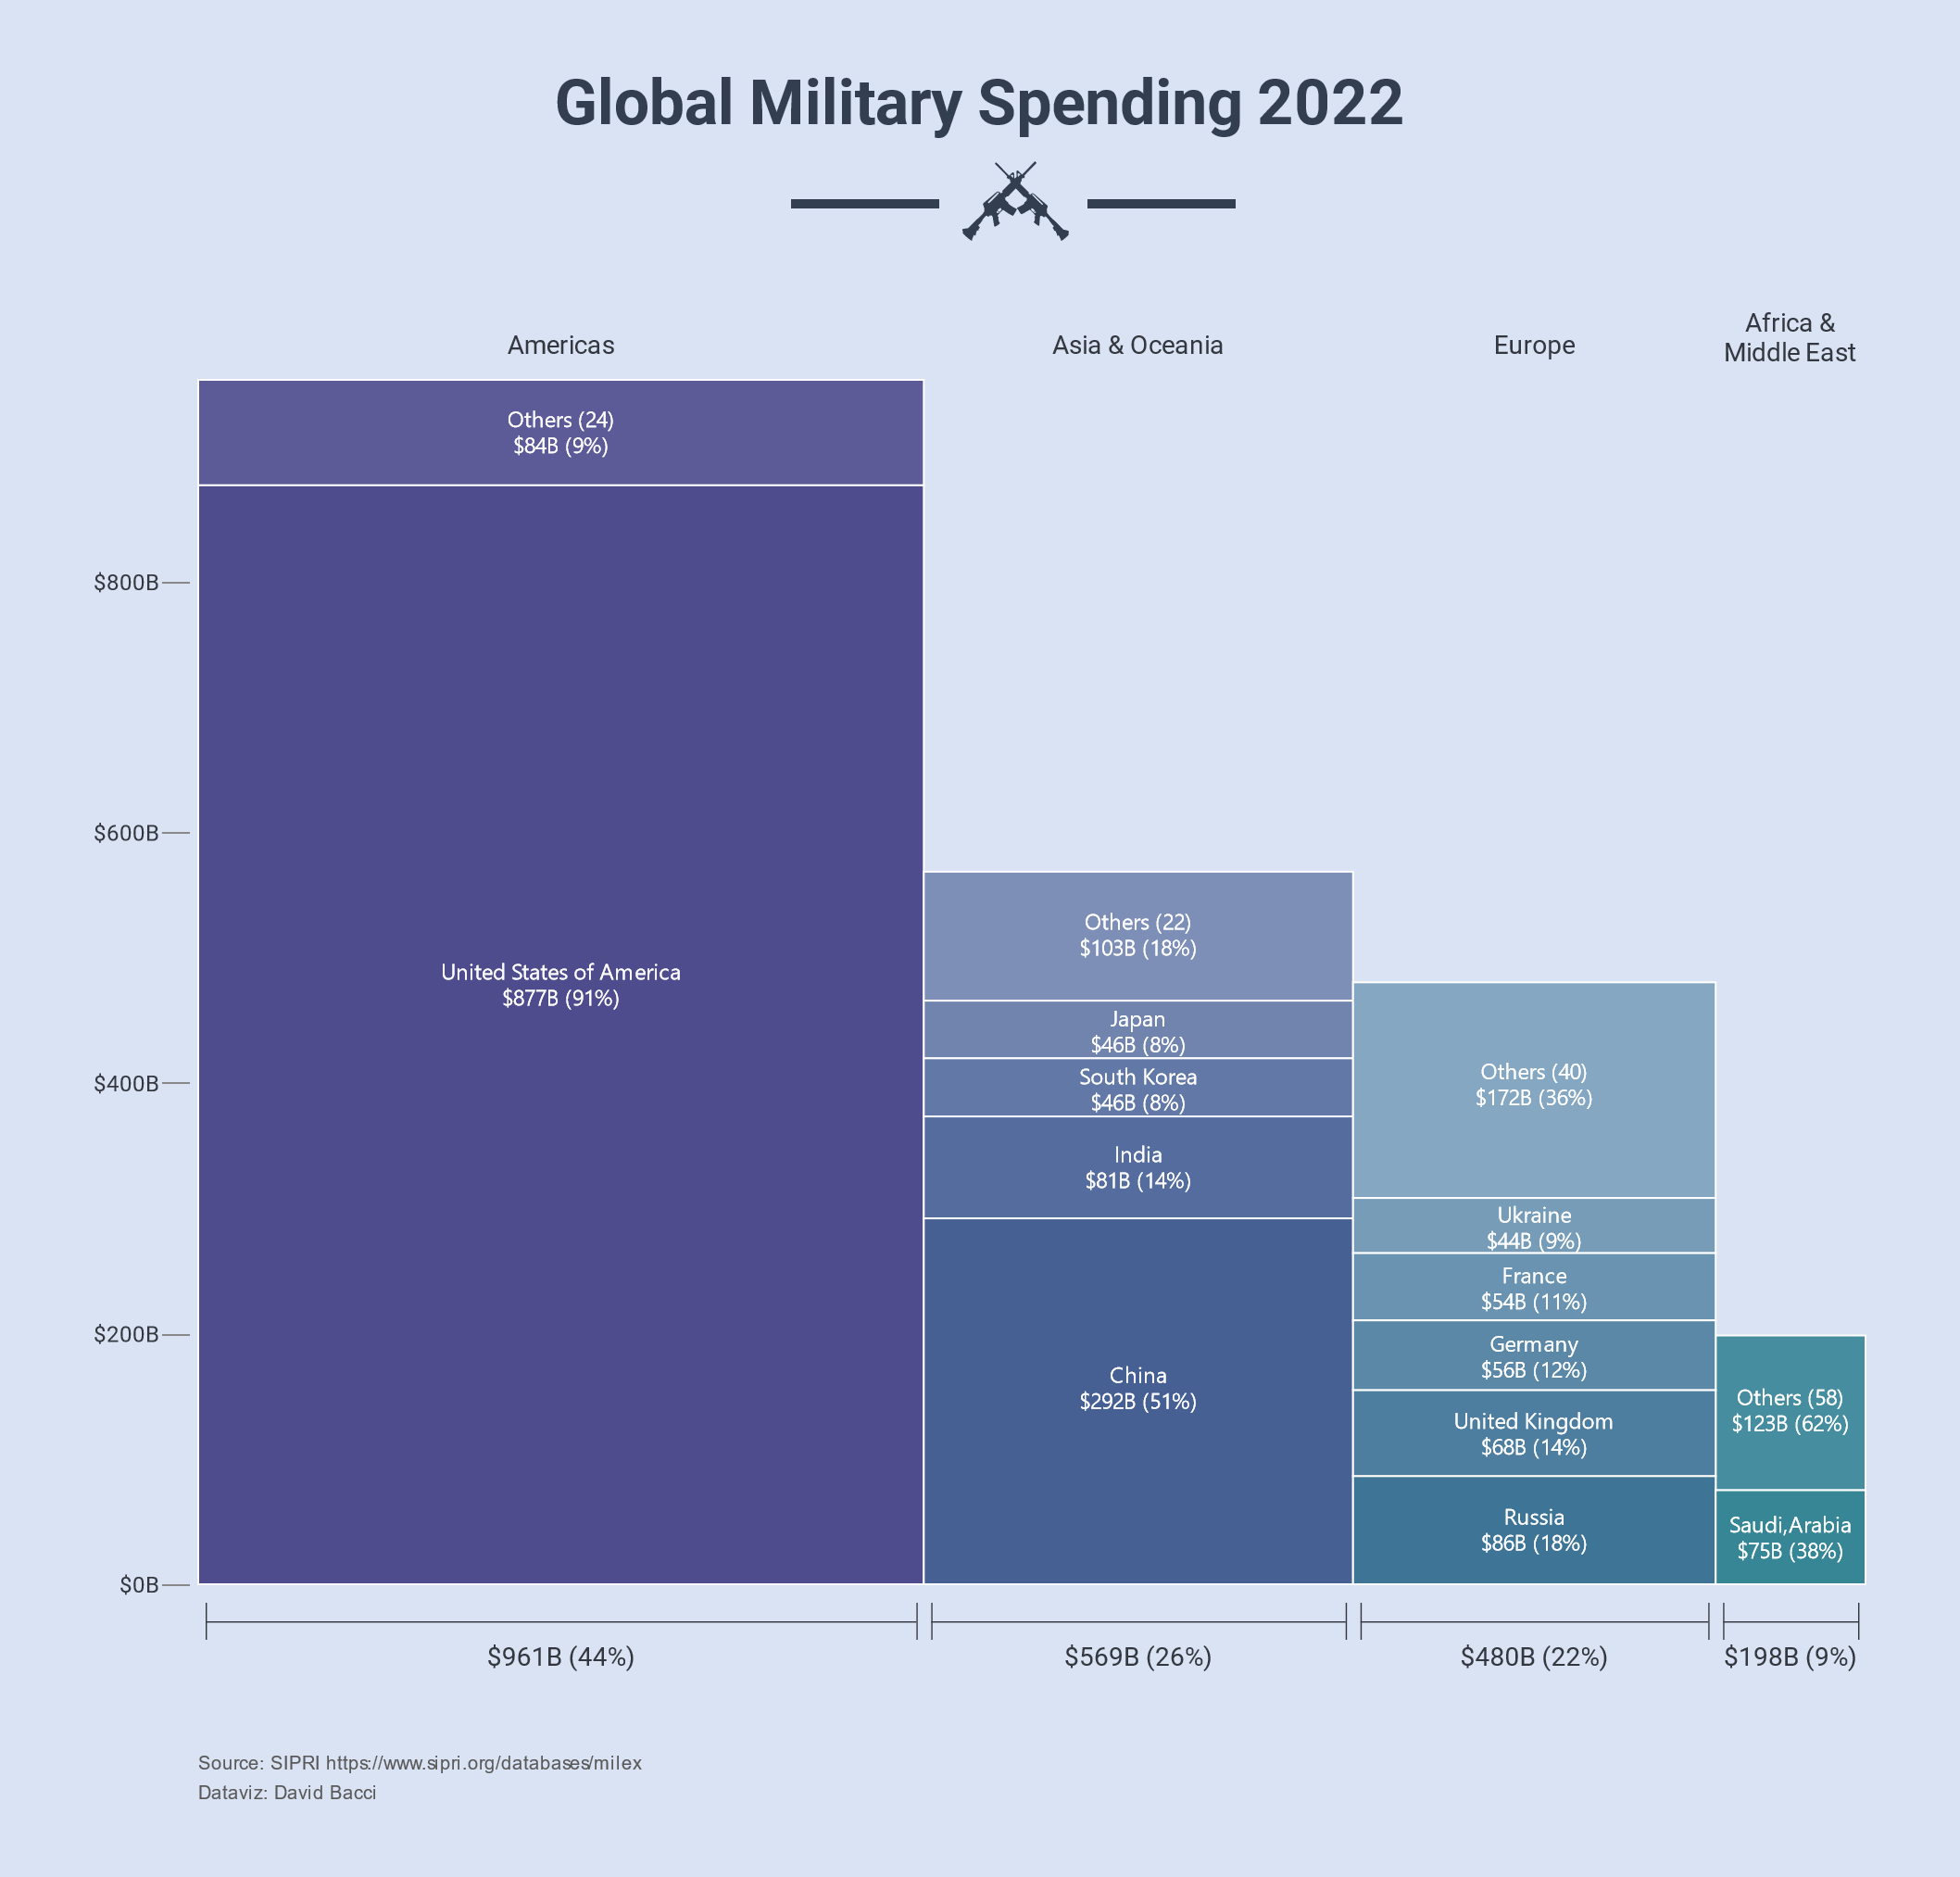 Global Military Spending 2022
Americas
Asia & Oceania
Europe
Africa &
Middle East
$800B
$600B
$400B
$200B
$0B
Others (24)
$84B (9%)
United States of America
$877B (91%)
Others (22)
$103B (18%)
Japan
$46B (8%)
South Korea
$46B (8%)
India
$81B (14%)
China
$292B (51%)
Others (40)
$172B (36%)
Ukraine
$44B (9%)
France
$54B (11%)
Germany
$56B (12%)
United Kingdom
$68B (14%)
Russia
$86B (18%)
Others (58)
$123B (62%)
Saudi,Arabia
$75B (38%)
$961B (44%)
$569B (26%)
$480B (22%)
$198B (9%)
Source: SIPRI https://www.sipri.org/databases/milex
Dataviz: David Bacci